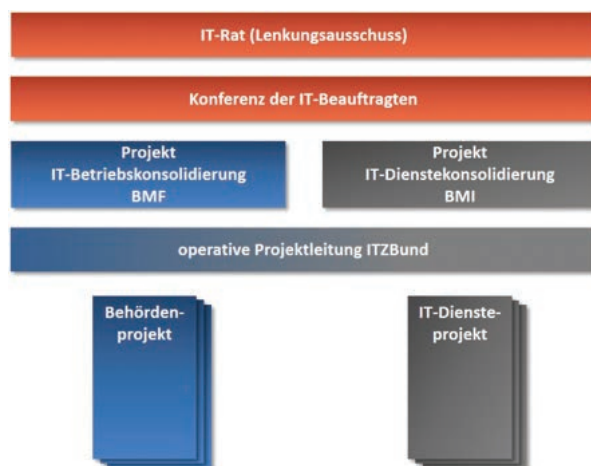 IT-Rat (Lenkungsausschuss)
Konferenz der IT-Beauftragten
Projekt
IT-Betriebskonsolidierung
BMF
Projekt
IT-Dienstekonsolidierung
BMI
operative Projektleitung ITZBund
Behörden-
projekt
IT-Dienste-
projekt